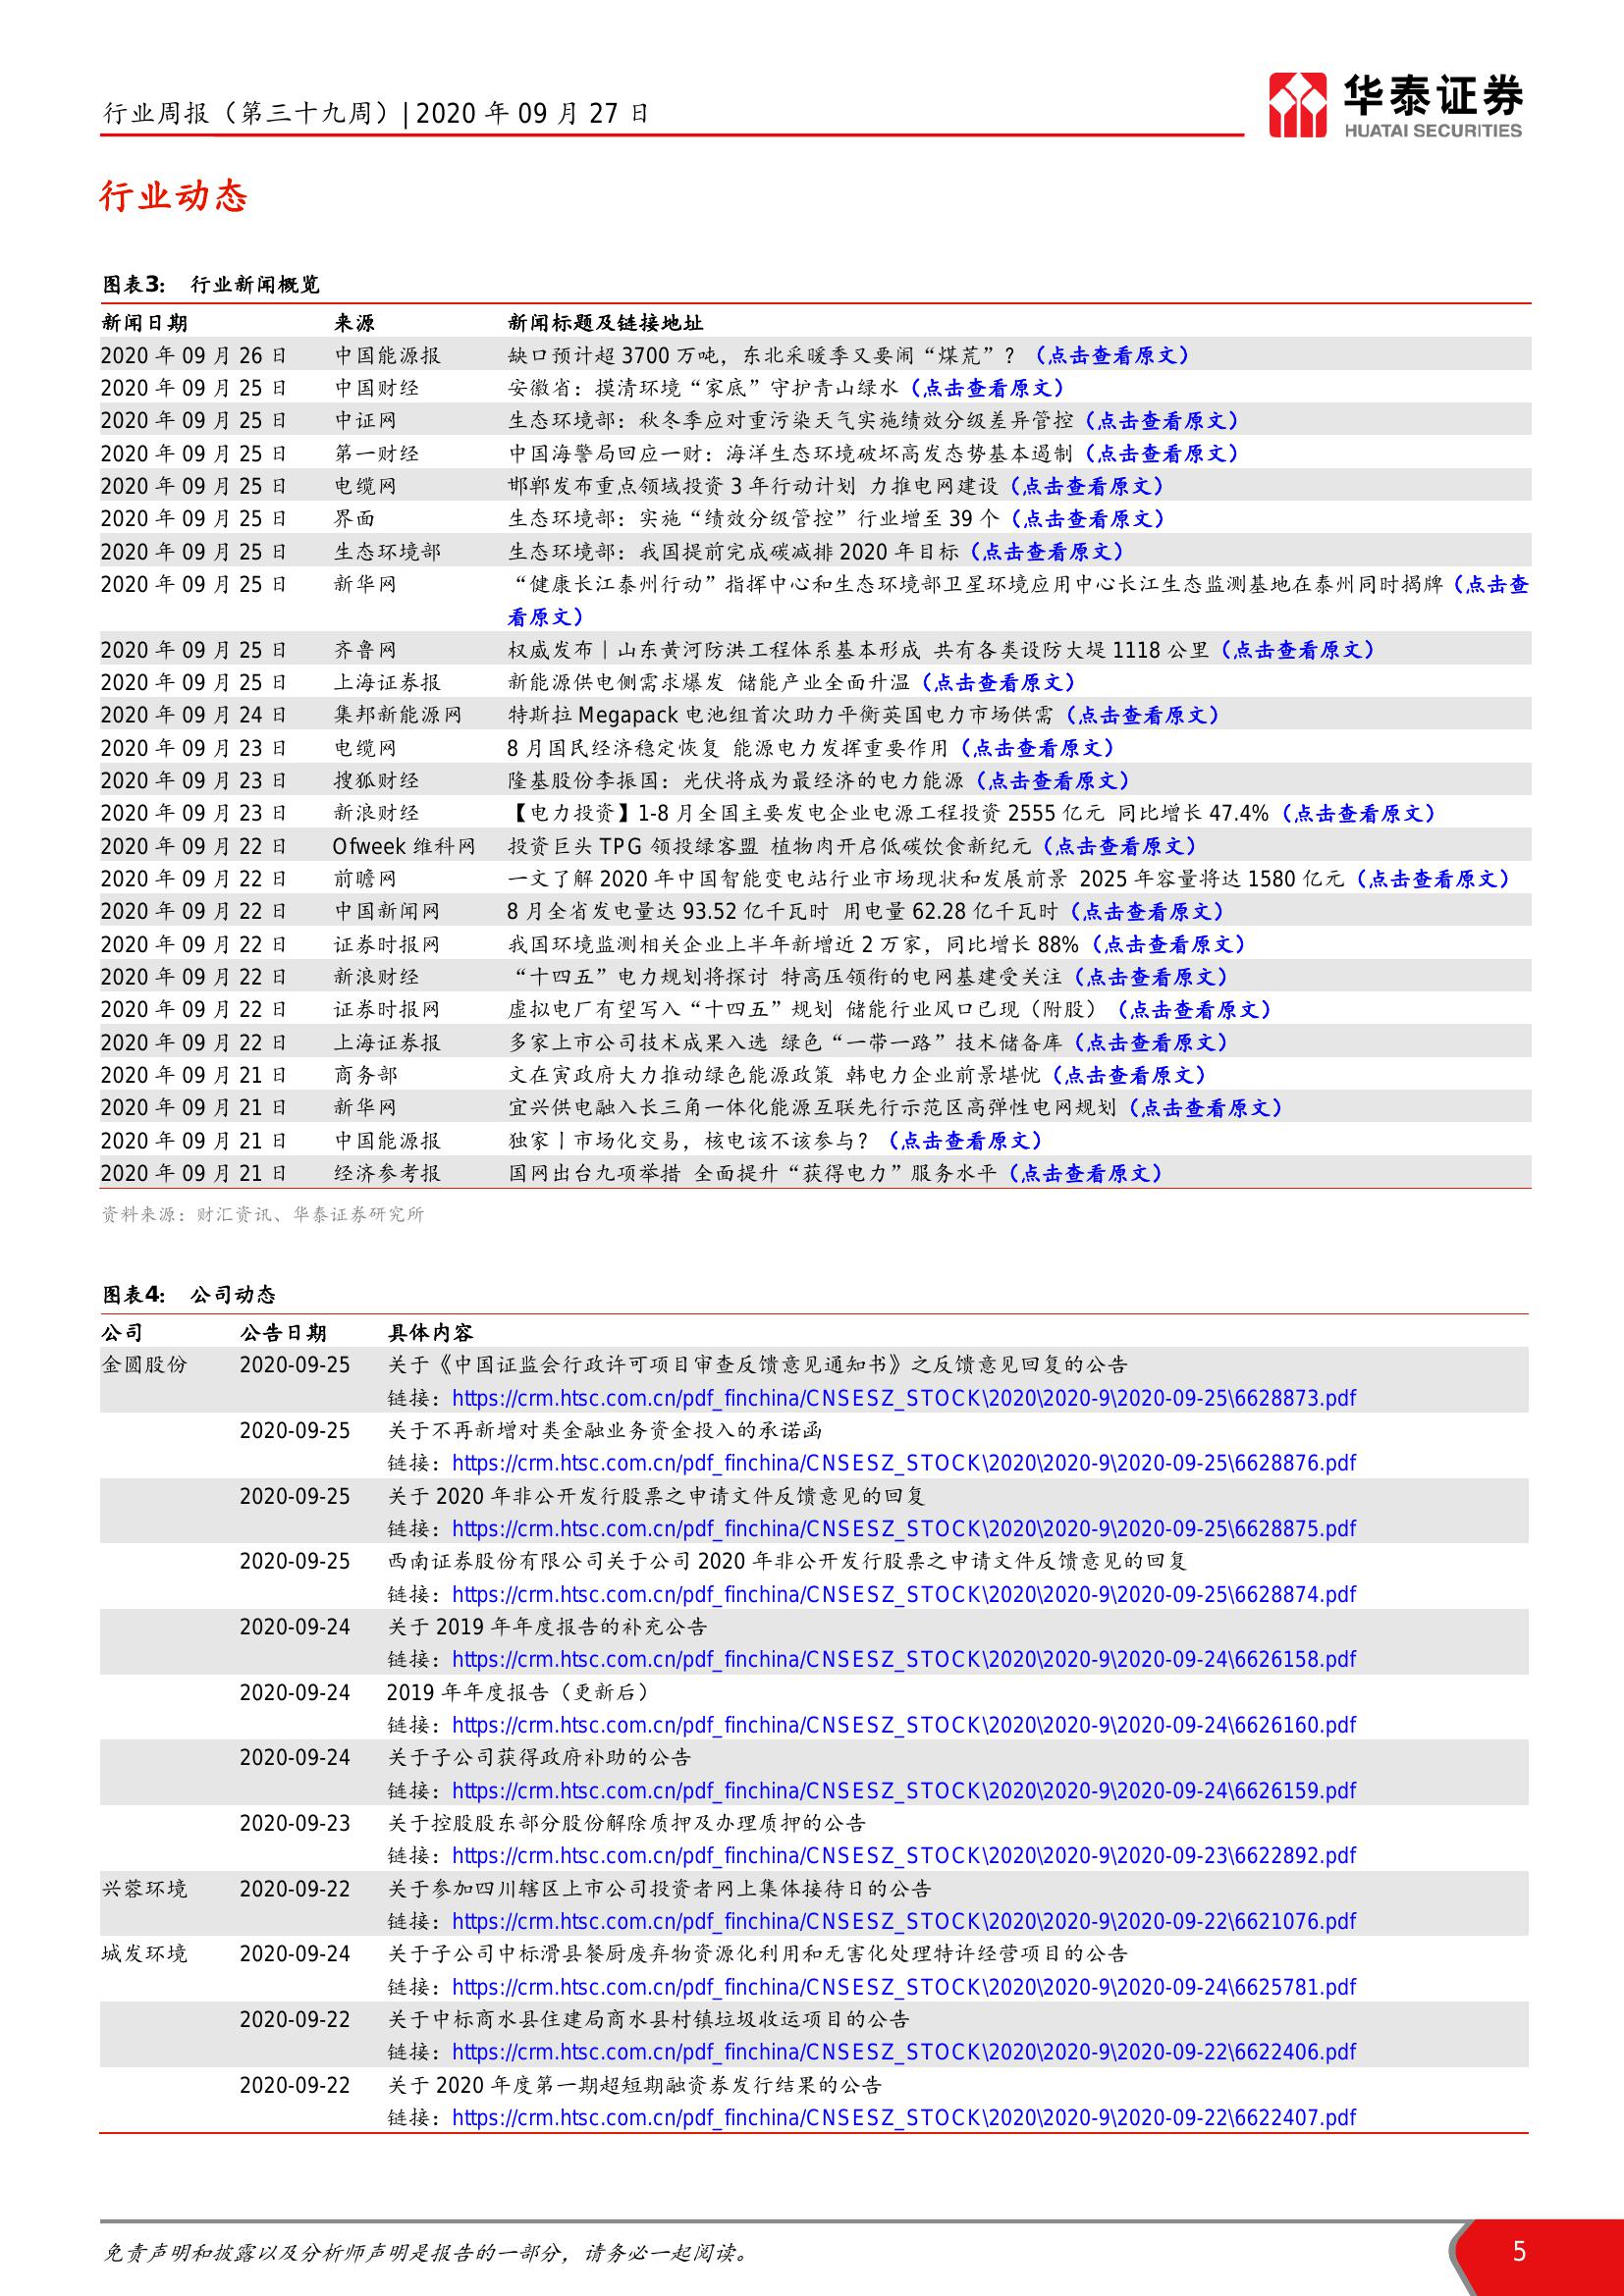 行业周报（第三十九周）| 2020 年 09 月 27 日
华泰证券
HUATAI SECURITIES
行业动态
图表3： 行业新闻概览
新闻日期 来源 新闻标题及链接地址
2020 年 09 月 26 日 中国能源报 缺口预计超 3700 万吨，东北采暖季又要闹“煤荒”？（点击查看原文）
2020 年 09 月 25 日 中国财经 安徽省：摸清环境“家底”守护青山绿水（点击查看原文）
2020 年 09 月 25 日 中证网 生态环境部：秋冬季应对重污染天气实施绩效分级差异管控（点击查看原文）
2020 年 09 月 25 日 第一财经 中国海警局回应一财：海洋生态环境破坏高发态势基本遏制（点击查看原文）
2020 年 09 月 25 日 电缆网 邯郸发布重点领域投资 3 年行动计划 力推电网建设（点击查看原文）
2020 年 09 月 25 日 界面 生态环境部：实施“绩效分级管控”行业增至 39 个（点击查看原文）
2020 年 09 月 25 日 生态环境部 生态环境部：我国提前完成碳减排 2020 年目标（点击查看原文）
2020 年 09 月 25 日 新华网 “健康长江泰州行动”指挥中心和生态环境部卫星环境应用中心长江生态监测基地在泰州同时揭牌（点击查
看原文）
2020 年 09 月 25 日 齐鲁网 权威发布｜山东黄河防洪工程体系基本形成 共有各类设防大堤 1118 公里（点击查看原文）
2020 年 09 月 25 日 上海证券报 新能源供电侧需求爆发 储能产业全面升温（点击查看原文）
2020 年 09 月 24 日 集邦新能源网 特斯拉 Megapack 电池组首次助力平衡英国电力市场供需（点击查看原文）
2020 年 09 月 23 日 电缆网 8 月国民经济稳定恢复 能源电力发挥重要作用（点击查看原文）
2020 年 09 月 23 日 搜狐财经 隆基股份李振国：光伏将成为最经济的电力能源（点击查看原文）
2020 年 09 月 23 日 新浪财经 【电力投资】1-8 月全国主要发电企业电源工程投资 2555 亿元 同比增长 47.4%（点击查看原文）
2020 年 09 月 22 日 Ofweek 维科网 投资巨头 TPG 领投绿客盟 植物肉开启低碳饮食新纪元（点击查看原文）
2020 年 09 月 22 日 前瞻网 一文了解 2020 年中国智能变电站行业市场现状和发展前景 2025 年容量将达 1580 亿元（点击查看原文）
2020 年 09 月 22 日 中国新闻网 8 月全省发电量达 93.52 亿千瓦时 用电量 62.28 亿千瓦时（点击查看原文）
2020 年 09 月 22 日 证券时报网 我国环境监测相关企业上半年新增近 2 万家，同比增长 88%（点击查看原文）
2020 年 09 月 22 日 新浪财经 “十四五”电力规划将探讨 特高压领衔的电网基建受关注（点击查看原文）
2020 年 09 月 22 日 证券时报网 虚拟电厂有望写入“十四五”规划 储能行业风口已现（附股）（点击查看原文）
2020 年 09 月 22 日 上海证券报 多家上市公司技术成果入选 绿色“一带一路”技术储备库（点击查看原文）
2020 年 09 月 21 日 商务部 文在寅政府大力推动绿色能源政策 韩电力企业前景堪忧（点击查看原文）
2020 年 09 月 21 日 新华网 宜兴供电融入长三角一体化能源互联先行示范区高弹性电网规划（点击查看原文）
2020 年 09 月 21 日 中国能源报 独家丨市场化交易，核电该不该参与？（点击查看原文）
2020 年 09 月 21 日 经济参考报 国网出台九项举措 全面提升“获得电力”服务水平（点击查看原文）
资料来源：财汇资讯、华泰证券研究所
图表4： 公司动态
公司 公告日期 具体内容
金圆股份 2020-09-25 关于《中国证监会行政许可项目审查反馈意见通知书》之反馈意见回复的公告
链接：https://crm.htsc.com.cn/pdf_finchina/CNSESZ_STOCK\2020\2020-9\2020-09-25\6628873.pdf
2020-09-25 关于不再新增对类金融业务资金投入的承诺函
链接：https://crm.htsc.com.cn/pdf_finchina/CNSESZ_STOCK\2020\2020-9\2020-09-25\6628876.pdf
2020-09-25 关于 2020 年非公开发行股票之申请文件反馈意见的回复
链接：https://crm.htsc.com.cn/pdf_finchina/CNSESZ_STOCK\2020\2020-9\2020-09-25\6628875.pdf
2020-09-25 西南证券股份有限公司关于公司 2020 年非公开发行股票之申请文件反馈意见的回复
链接：https://crm.htsc.com.cn/pdf_finchina/CNSESZ_STOCK\2020\2020-9\2020-09-25\6628874.pdf
2020-09-24 关于 2019 年年度报告的补充公告
链接：https://crm.htsc.com.cn/pdf_finchina/CNSESZ_STOCK\2020\2020-9\2020-09-24\6626158.pdf
2020-09-24 2019 年年度报告（更新后）
链接：https://crm.htsc.com.cn/pdf_finchina/CNSESZ_STOCK\2020\2020-9\2020-09-24\6626160.pdf
2020-09-24 关于子公司获得政府补助的公告
链接：https://crm.htsc.com.cn/pdf_finchina/CNSESZ_STOCK\2020\2020-9\2020-09-24\6626159.pdf
2020-09-23 关于控股股东部分股份解除质押及办理质押的公告
链接：https://crm.htsc.com.cn/pdf_finchina/CNSESZ_STOCK\2020\2020-9\2020-09-23\6622892.pdf
兴蓉环境 2020-09-22 关于参加四川辖区上市公司投资者网上集体接待日的公告
链接：https://crm.htsc.com.cn/pdf_finchina/CNSESZ_STOCK\2020\2020-9\2020-09-22\6621076.pdf
城发环境 2020-09-24 关于子公司中标滑县餐厨废弃物资源化利用和无害化处理特许经营项目的公告
链接：https://crm.htsc.com.cn/pdf_finchina/CNSESZ_STOCK\2020\2020-9\2020-09-24\6625781.pdf
2020-09-22 关于中标商水县住建局商水县村镇垃圾收运项目的公告
链接：https://crm.htsc.com.cn/pdf_finchina/CNSESZ_STOCK\2020\2020-9\2020-09-22\6622406.pdf
2020-09-22 关于 2020 年度第一期超短期融资券发行结果的公告
链接：https://crm.htsc.com.cn/pdf_finchina/CNSESZ_STOCK\2020\2020-9\2020-09-22\6622407.pdf
免责声明和披露以及分析师声明是报告的一部分，请务必一起阅读。
5